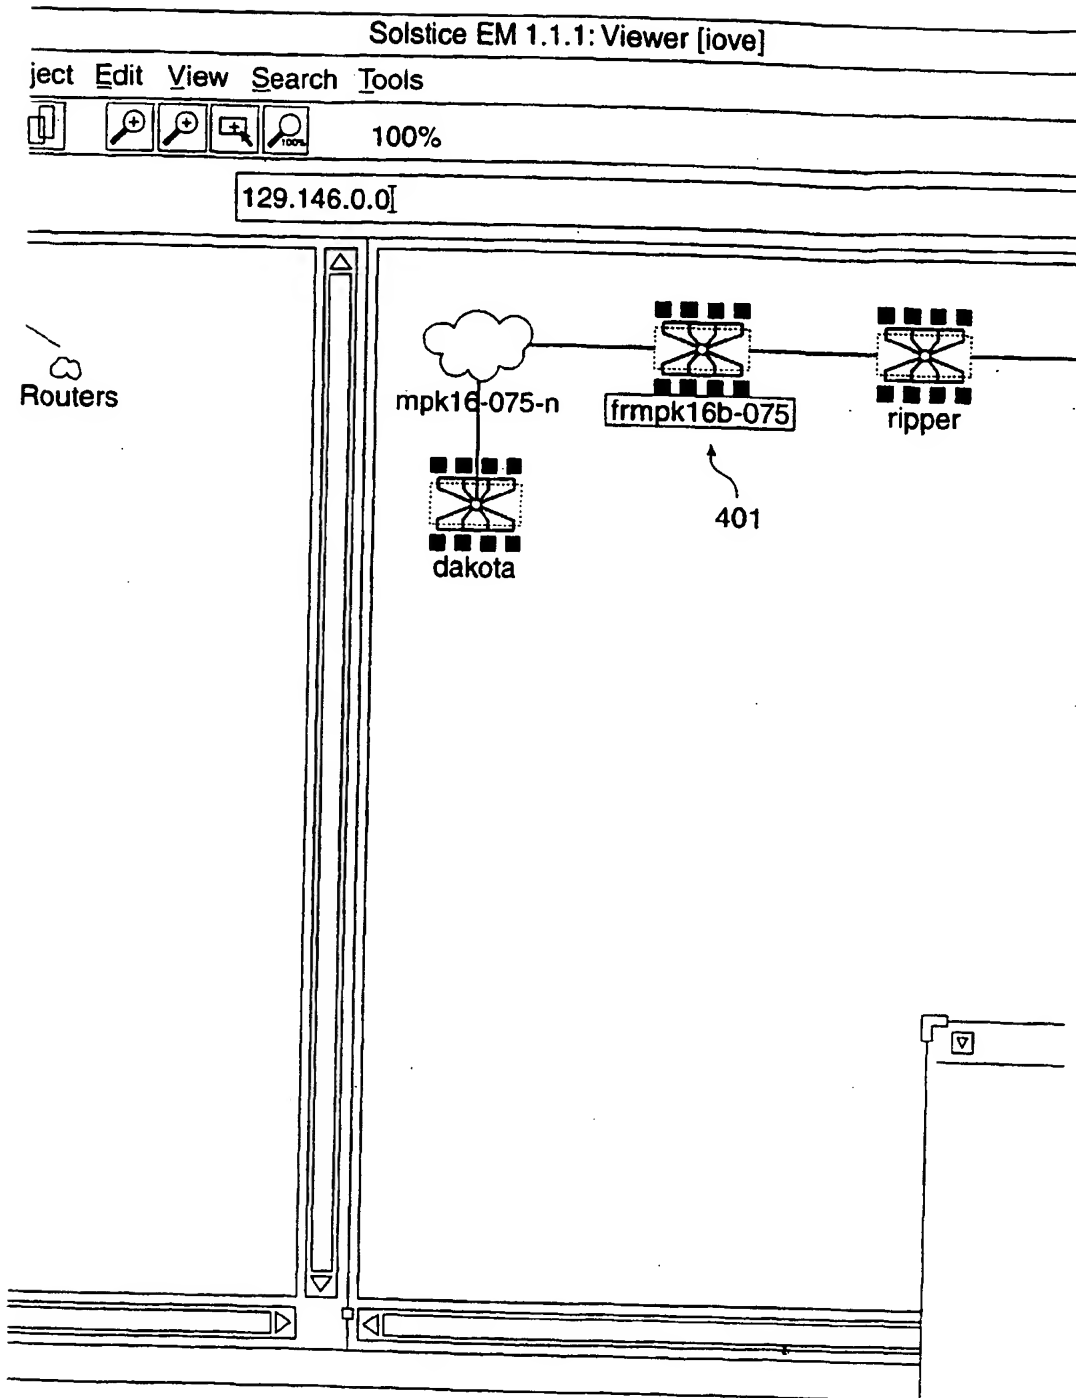 Solstice EM 1.1.1: Viewer [iove]
ject Edit View Search Tools
100%
100%
129.146.0.0
Routers
mpk16-075-n
frmpk16b-075
ripper
401
dakota